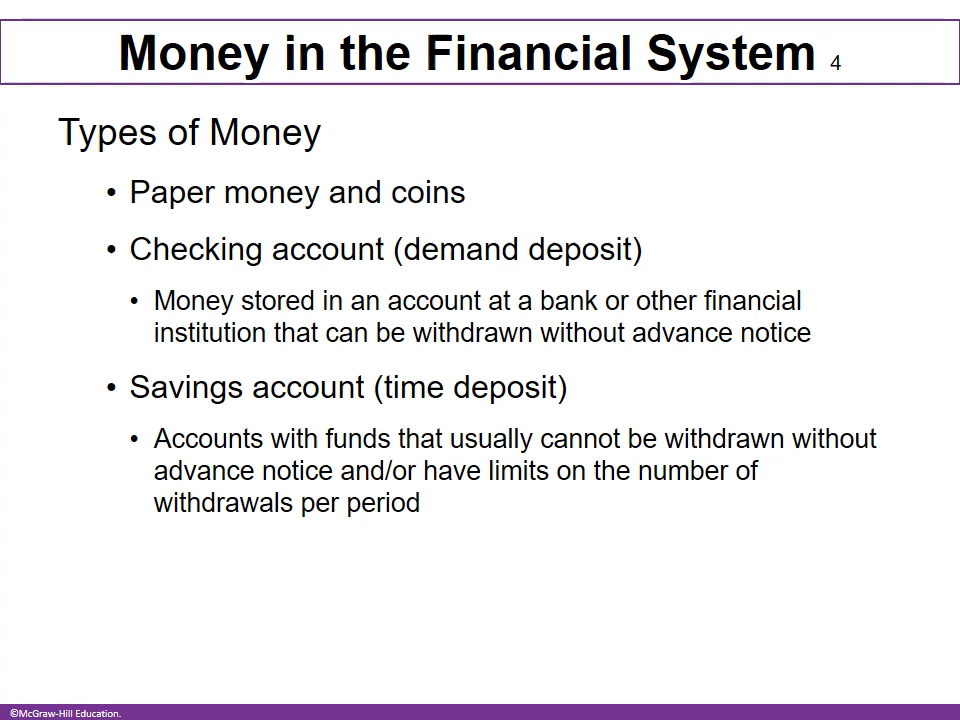 Money in the Financial System 4
Types of Money
• Paper money and coins
• Checking account (demand deposit)
• Money stored in an account at a bank or other financial
institution that can be withdrawn without advance notice
• Savings account (time deposit)
• Accounts with funds that usually cannot be withdrawn without
advance notice and/or have limits on the number of
withdrawals per period
©McGraw-Hill Education.